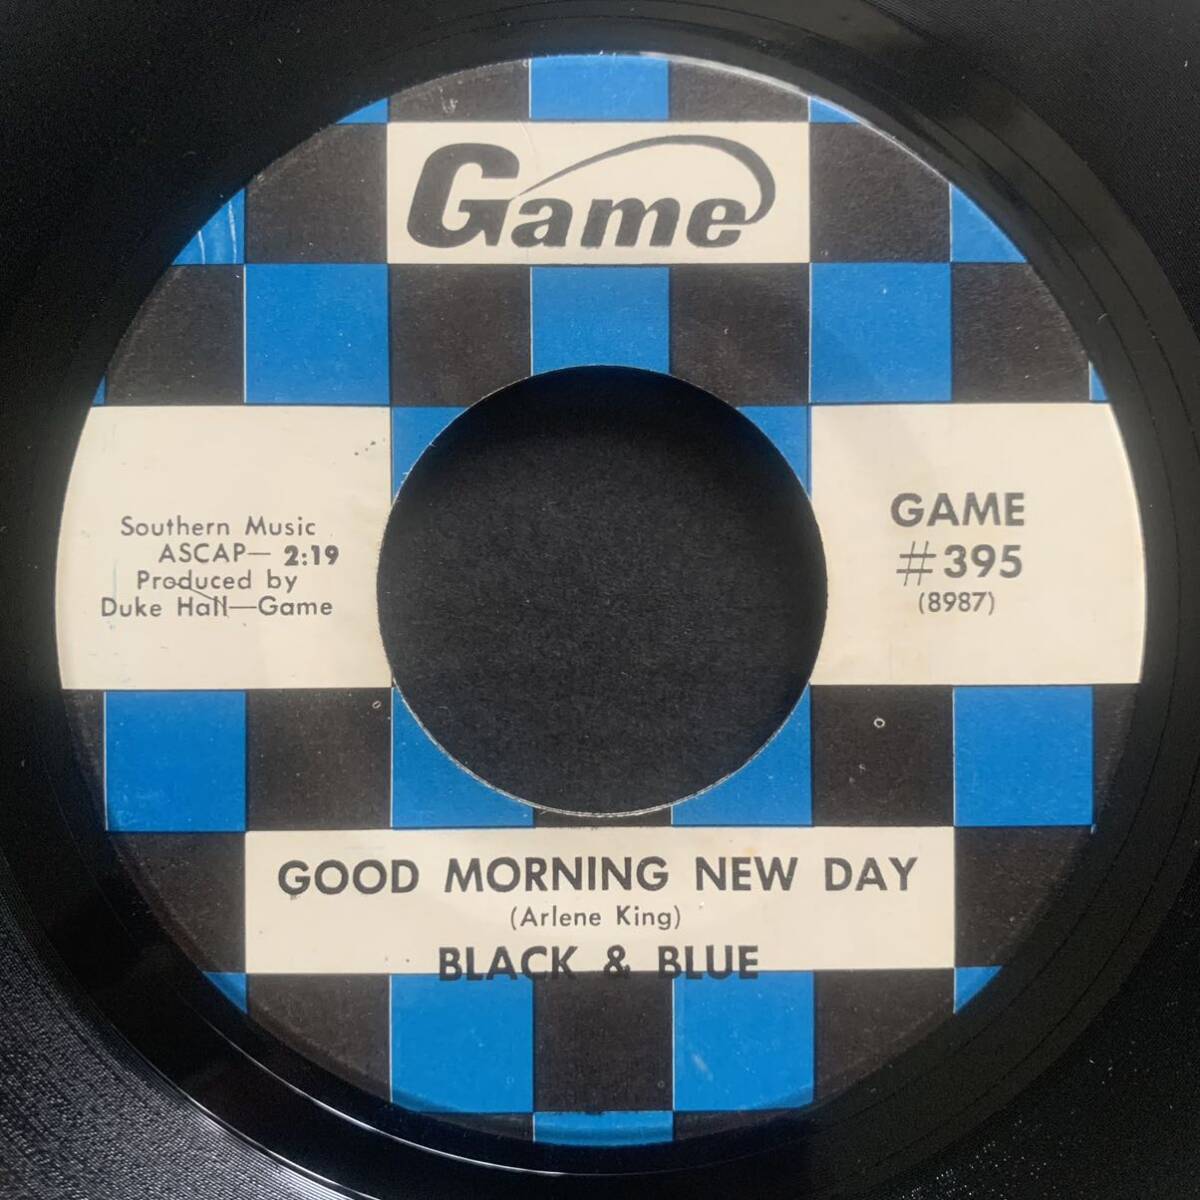 Game
Southern Music
ASCAP— 2:19
Produced by
Duke Hall—Game
GAME
#395
(8987)
GOOD MORNING NEW DAY
(Arlene King)
BLACK & BLUE